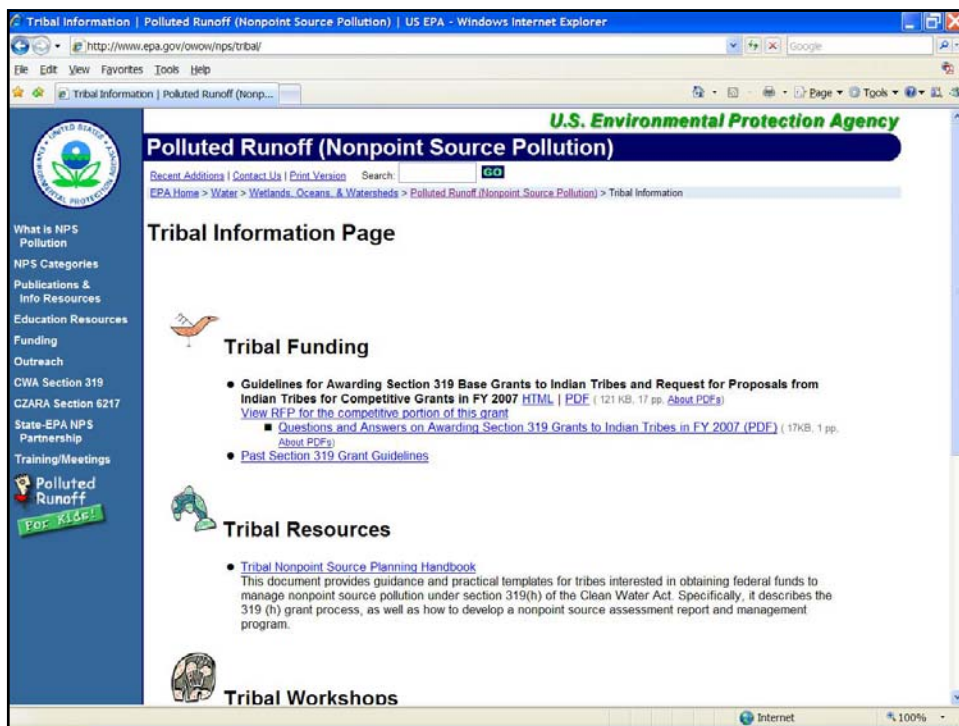 Tribal Information | Polluted Runoff (Nonpoint Source Pollution) | US EPA - Windows Internet Explorer
http://www.epa.gov/owow/nps/tribal/
Google
File Edit View Favorites Tools Help
Tribal Information | Polluted Runoff (Nonp...
Page Tools
UNITED STATES
ENVIRONMENTAL PROTECTION AGENCY
U.S. Environmental Protection Agency
Polluted Runoff (Nonpoint Source Pollution)
Recent Additions | Contact Us | Print Version Search: GO
EPA Home > Water > Wetlands, Oceans, & Watersheds > Polluted Runoff (Nonpoint Source Pollution) > Tribal Information
What is NPS
Pollution
NPS Categories
Publications &
Info Resources
Education Resources
Funding
Outreach
CWA Section 319
CZARA Section 6217
State-EPA NPS
Partnership
Training/Meetings
Polluted
Runoff
For Kids!
Tribal Information Page
Tribal Funding
• Guidelines for Awarding Section 319 Base Grants to Indian Tribes and Request for Proposals from
Indian Tribes for Competitive Grants in FY 2007 HTML | PDF ( 121 KB, 17 pp, About PDFs)
View RFP for the competitive portion of this grant
■ Questions and Answers on Awarding Section 319 Grants to Indian Tribes in FY 2007 (PDF) ( 17KB, 1 pp,
About PDFs)
• Past Section 319 Grant Guidelines
Tribal Resources
• Tribal Nonpoint Source Planning Handbook
This document provides guidance and practical templates for tribes interested in obtaining federal funds to
manage nonpoint source pollution under section 319(h) of the Clean Water Act. Specifically, it describes the
319 (h) grant process, as well as how to develop a nonpoint source assessment report and management
program.
Tribal Workshops
Internet 100%